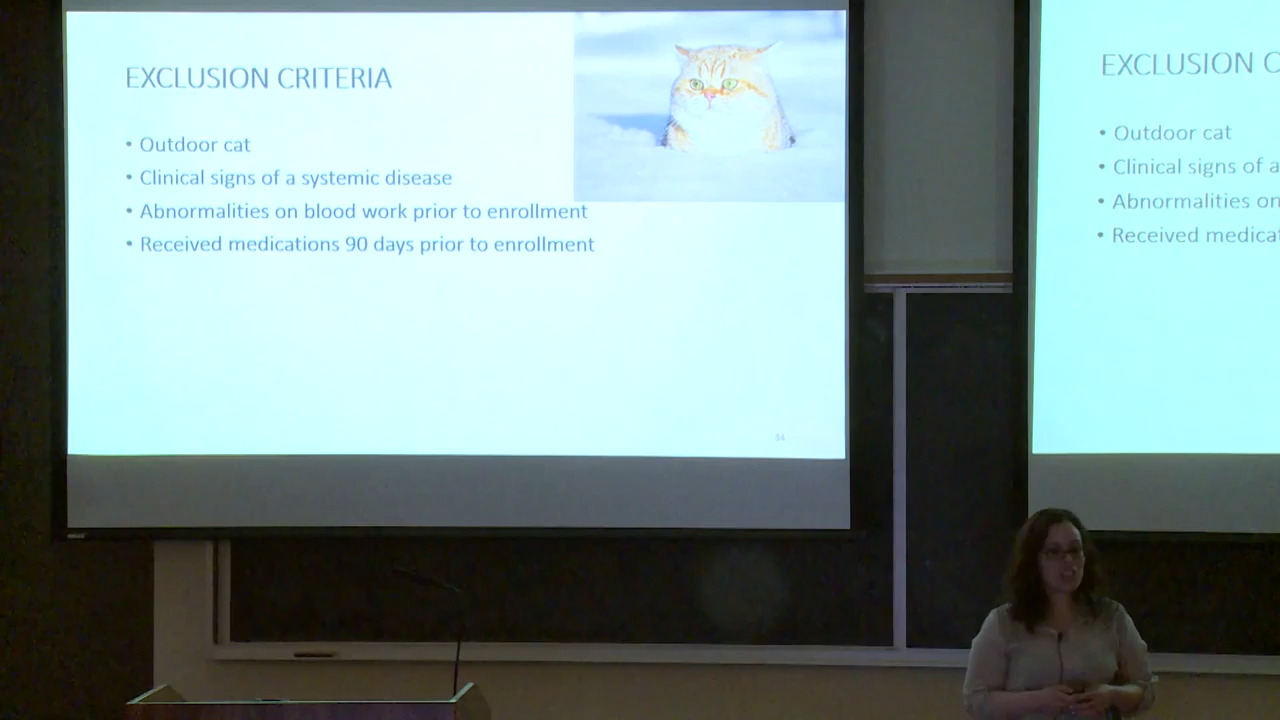 EXCLUSION CRITERIA
• Outdoor cat
• Clinical signs of a systemic disease
• Abnormalities on blood work prior to enrollment
• Received medications 90 days prior to enrollment
34
EXCLUSION C
• Outdoor cat
• Clinical signs of a
• Abnormalities on
• Received medicat